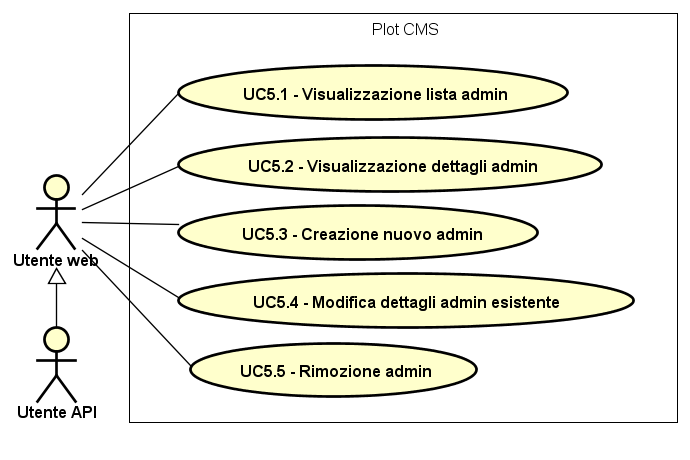 Plot CMS
UC5.1 - Visualizzazione lista admin
UC5.2 - Visualizzazione dettagli admin
UC5.3 - Creazione nuovo admin
Utente web
UC5.4 - Modifica dettagli admin esistente
UC5.5 - Rimozione admin
Utente API